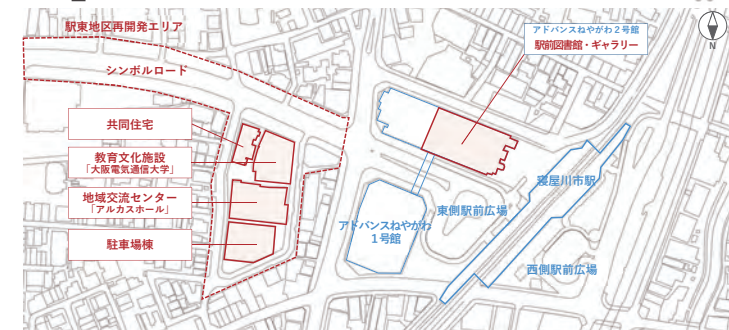 駅東地区再開発エリア
シンボルロード
共同住宅
教育文化施設
「大阪電気通信大学」
地域交流センター
「アルカスホール」
駐車場棟
アドバンスねやがわ2号館
駅前図書館・ギャラリー
N
アドバンスねやがわ
1号館
東側駅前広場
寝屋川市駅
西側駅前広場